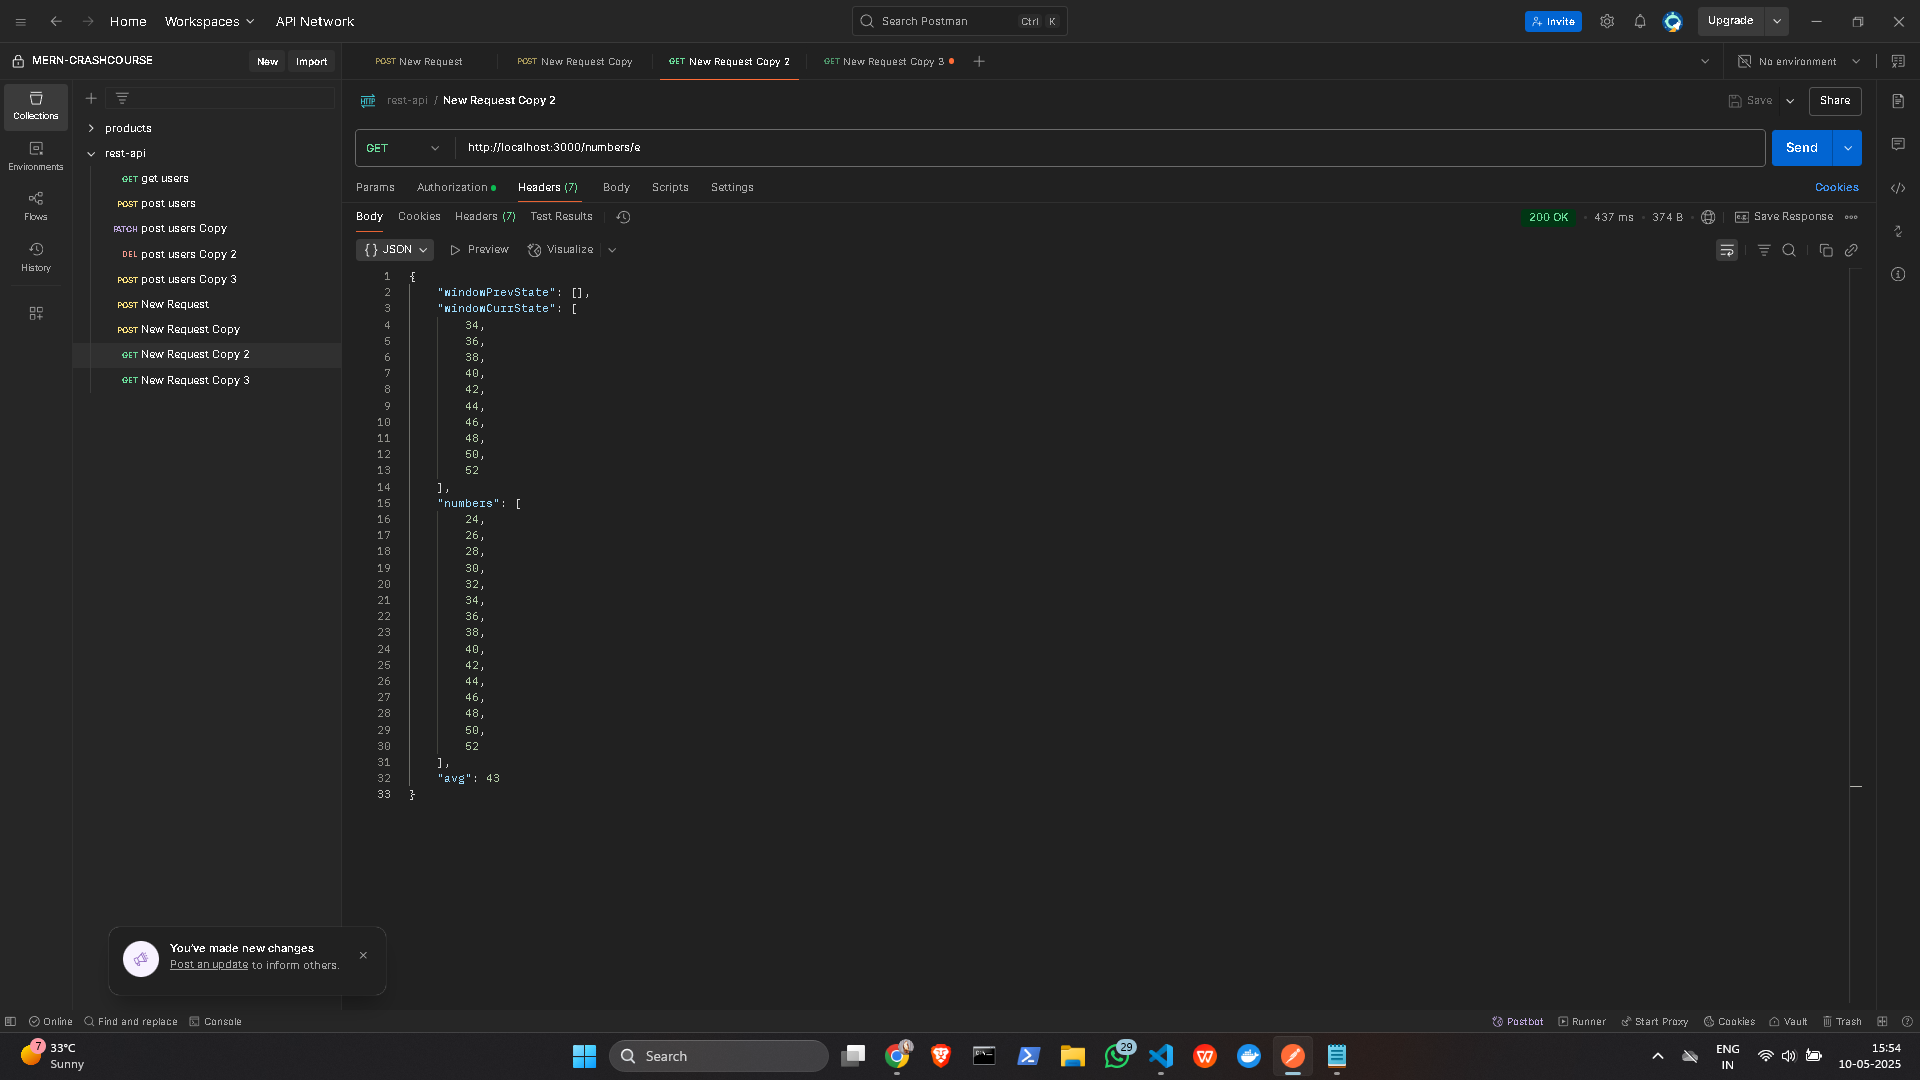 Home
Workspaces
API Network
Search Postman
Ctrl K
Invite
Upgrade
MERN-CRASHCOURSE
New
Import
POST New Request
POST New Request Copy
GET New Request Copy 2
GET New Request Copy 3
No environment
Collections
Environments
Flows
History
products
rest-api
GET get users
POST post users
PATCH post users Copy
DEL post users Copy 2
POST post users Copy 3
POST New Request
POST New Request Copy
GET New Request Copy 2
GET New Request Copy 3
HTTP rest-api / New Request Copy 2
Save
Share
GET
http://localhost:3000/numbers/e
Send
Params
Authorization
Headers (7)
Body
Scripts
Settings
Cookies
Body
Cookies
Headers (7)
Test Results
200 OK
437 ms
374 B
Save Response
{} JSON
Preview
Visualize
1 {
2 "windowPrevState": [],
3 "windowCurrState": [
4 34,
5 36,
6 38,
7 40,
8 42,
9 44,
10 46,
11 48,
12 50,
13 52
14 ],
15 "numbers": [
16 24,
17 26,
18 28,
19 30,
20 32,
21 34,
22 36,
23 38,
24 40,
25 42,
26 44,
27 46,
28 48,
29 50,
30 52
31 ],
32 "avg": 43
33 }
You've made new changes
Post an update to inform others.
Online
Find and replace
Console
Postbot
Runner
Start Proxy
Cookies
Vault
Trash
7
33°C
Sunny
Search
29
ENG
IN
15:54
10-05-2025